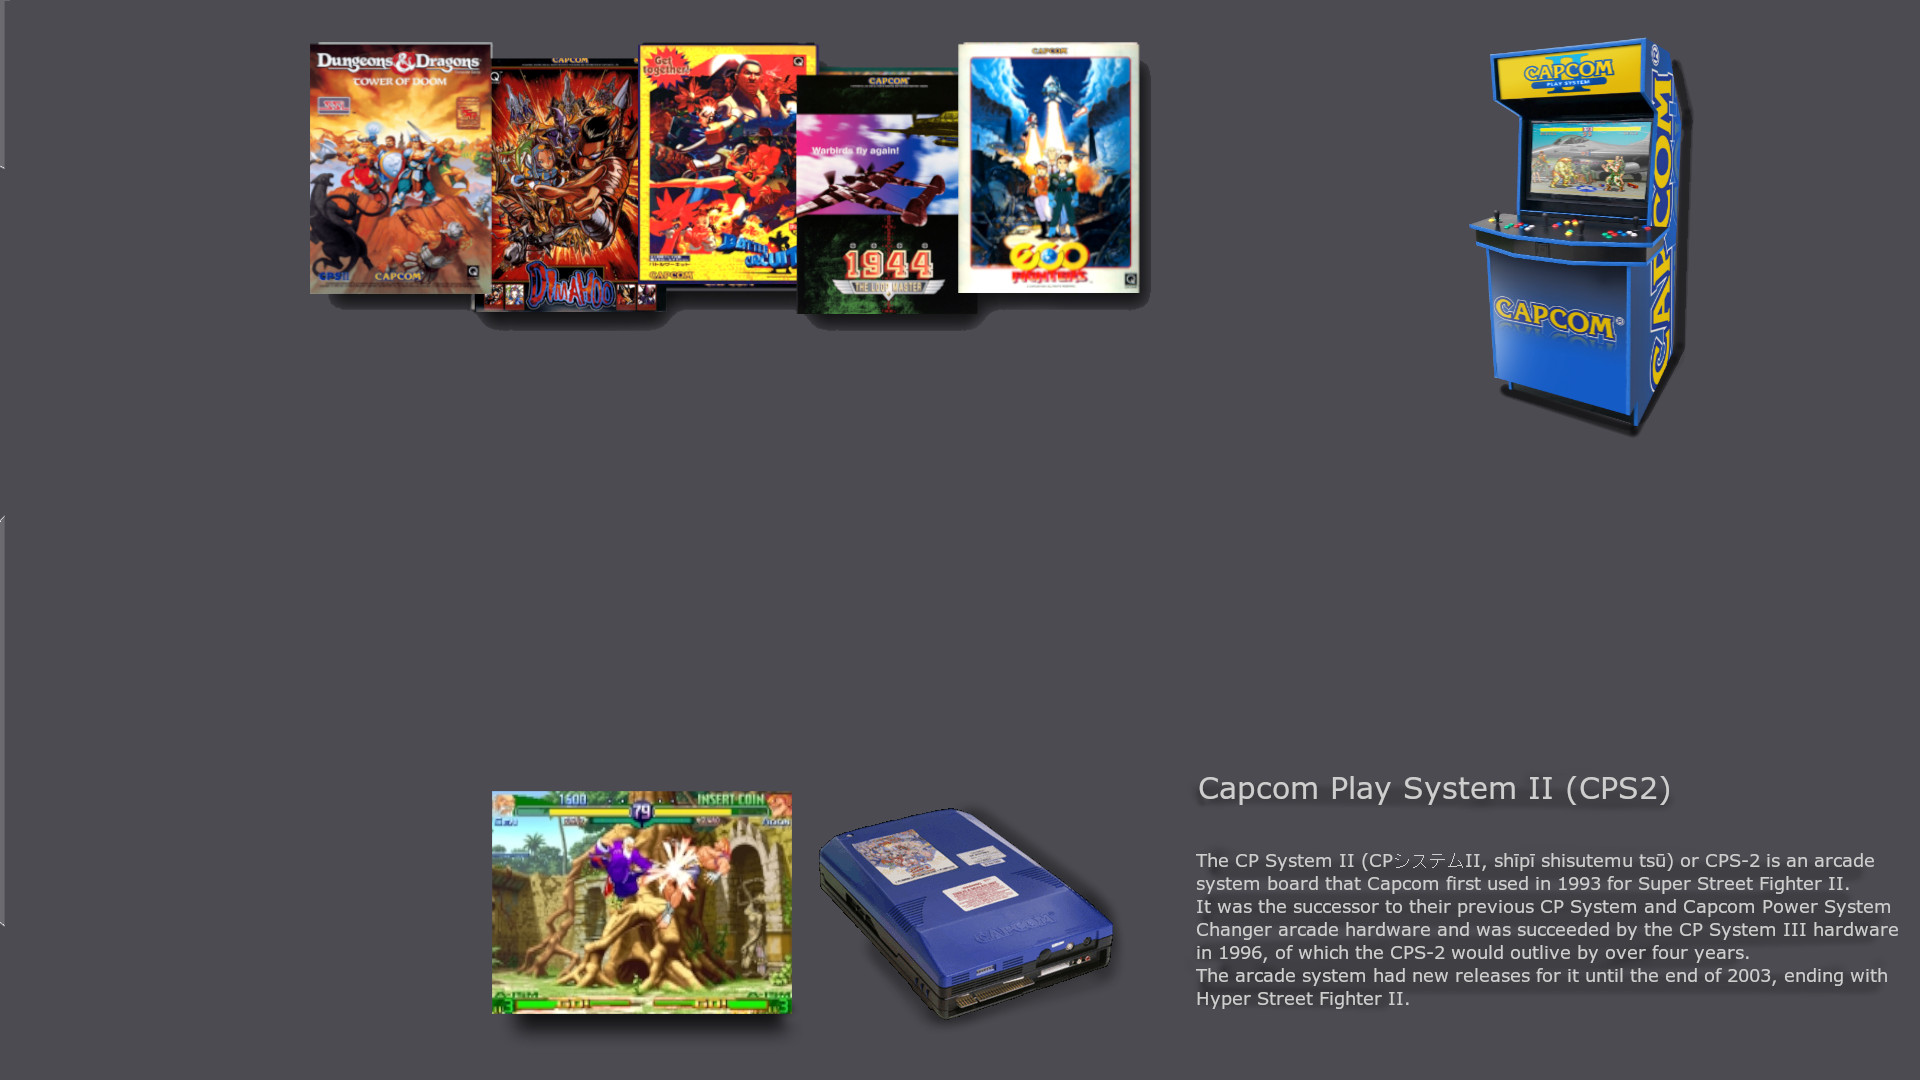 Dungeons & Dragons
TOWER OF DOOM
CAPCOM
CAPCOM
DIMAHOO
Get together!
CAPCOM
CAPCOM
Warbirds fly again!
1944
THE LOOP MASTER
CAPCOM
CAPCOM
PLAY SYSTEM
II
CAPCOM
CAPCOM
CAPCOM
1600
79
INSERT COIN
CAPCOM
Capcom Play System II (CPS2)
The CP System II (CPシステムII, shīpī shisutemu tsū) or CPS-2 is an arcade
system board that Capcom first used in 1993 for Super Street Fighter II.
It was the successor to their previous CP System and Capcom Power System
Changer arcade hardware and was succeeded by the CP System III hardware
in 1996, of which the CPS-2 would outlive by over four years.
The arcade system had new releases for it until the end of 2003, ending with
Hyper Street Fighter II.